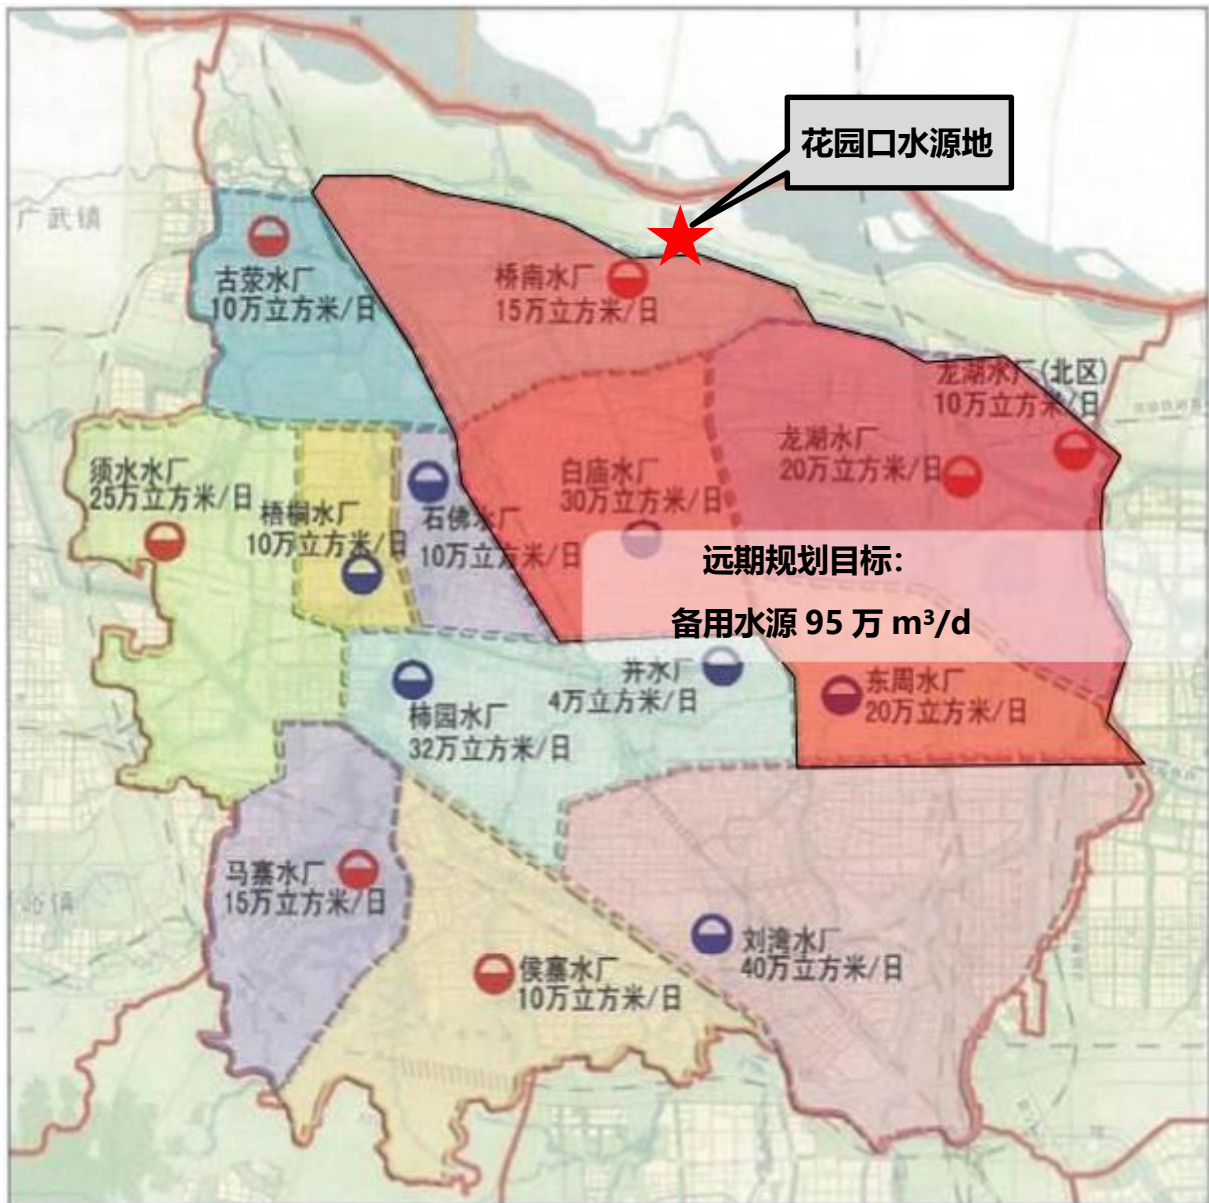 花园口水源地
广武镇
古荥水厂
10万立方米/日
桥南水厂
15万立方米/日
龙湖水厂(北区)
10万立方米/日
龙湖水厂
20万立方米/日
须水水厂
25万立方米/日
梧桐水厂
10万立方米/日
石佛水厂
10万立方米/日
白庙水厂
30万立方米/日
远期规划目标：
备用水源 95 万 m³/d
井水厂
4万立方米/日
东周水厂
20万立方米/日
柿园水厂
32万立方米/日
马寨水厂
15万立方米/日
刘湾水厂
40万立方米/日
侯寨水厂
10万立方米/日